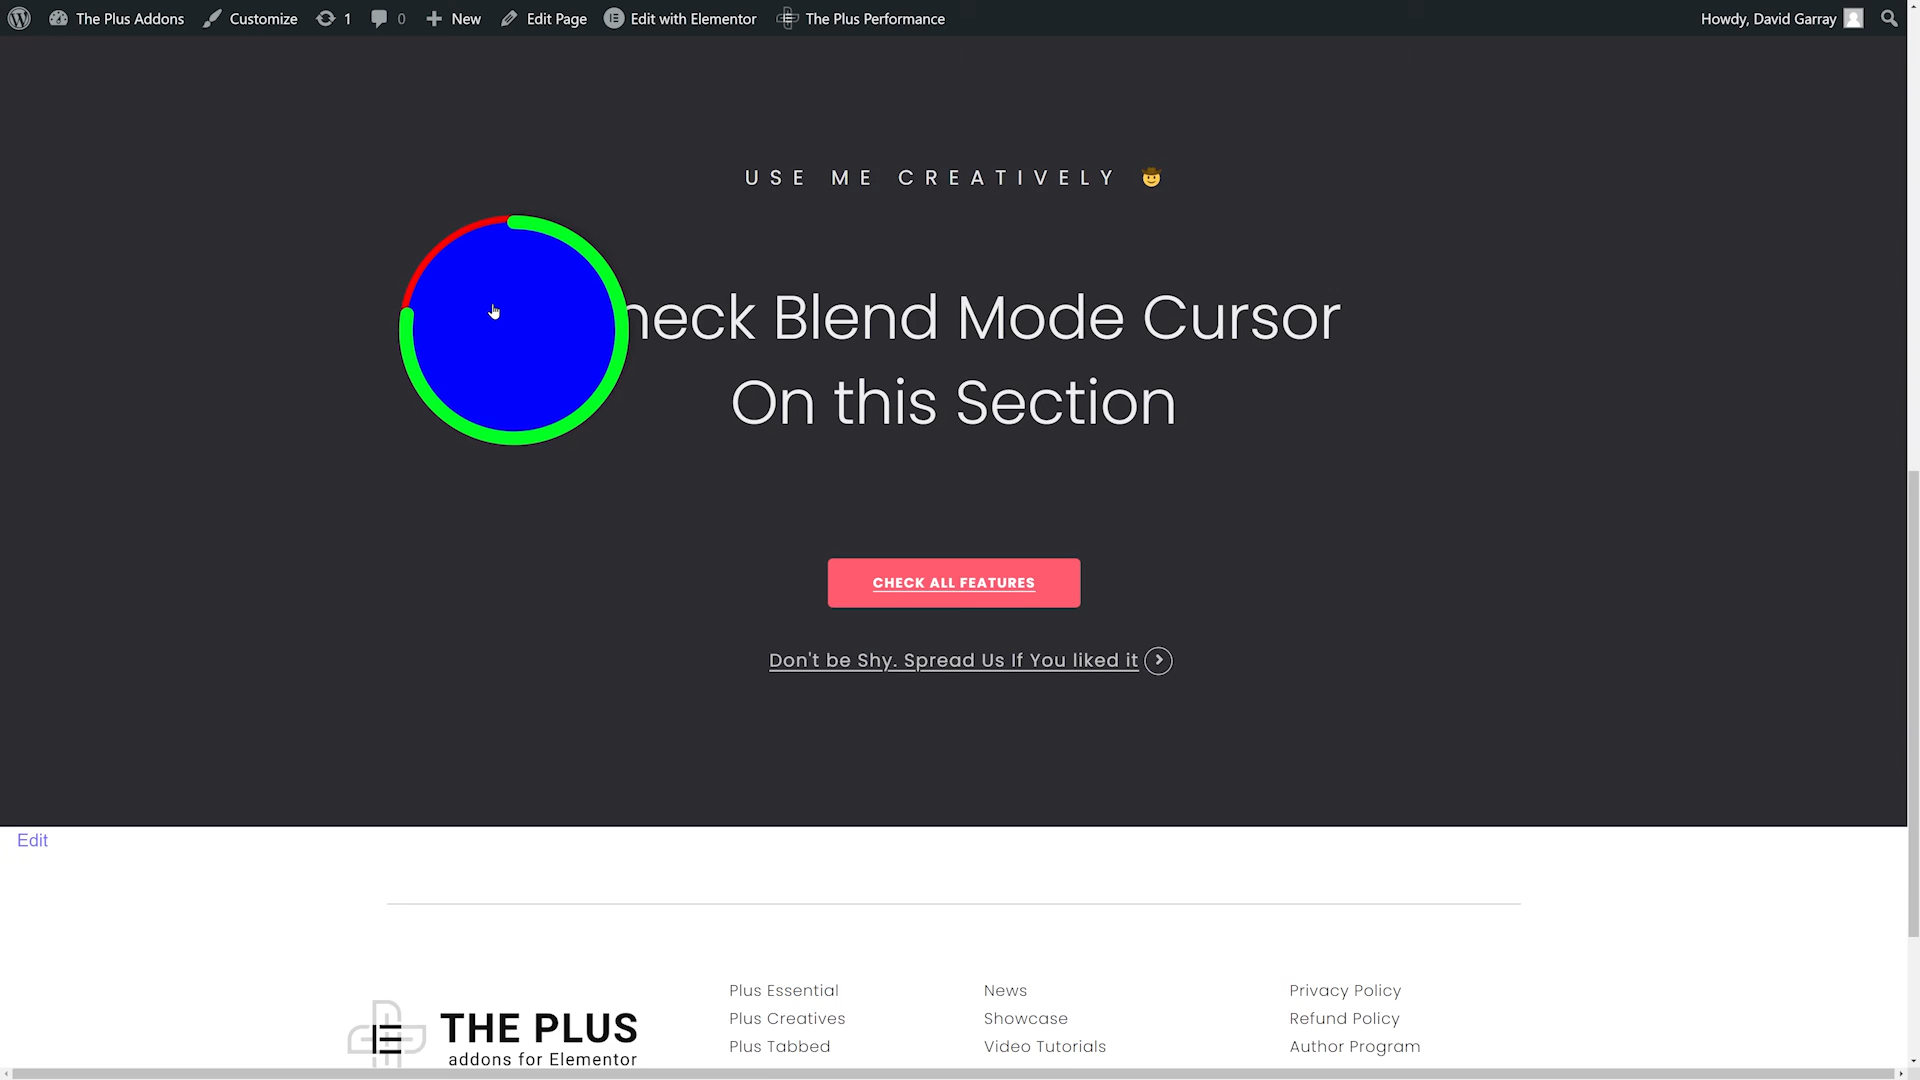 The Plus Addons Customize 1 0 New Edit Page Edit with Elementor The Plus Performance Howdy, David Garray
USE ME CREATIVELY 🤠
heck Blend Mode Cursor
On this Section
CHECK ALL FEATURES
Don't be Shy. Spread Us If You liked it
Edit
THE PLUS
addons for Elementor
Plus Essential
Plus Creatives
Plus Tabbed
News
Showcase
Video Tutorials
Privacy Policy
Refund Policy
Author Program